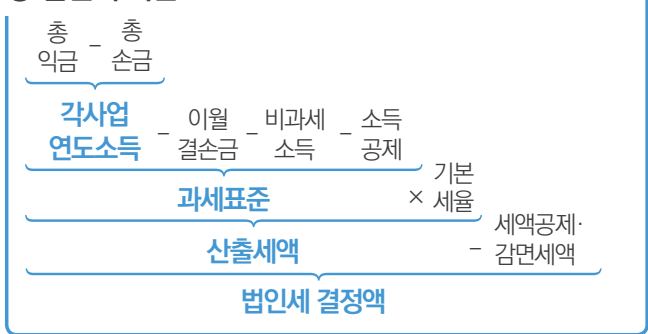 총 익금 – 총 손금
각사업 연도소득 – 이월 결손금 – 비과세 소득 – 소득 공제
과세표준 × 기본 세율
산출세액 – 세액공제· 감면세액
법인세 결정액